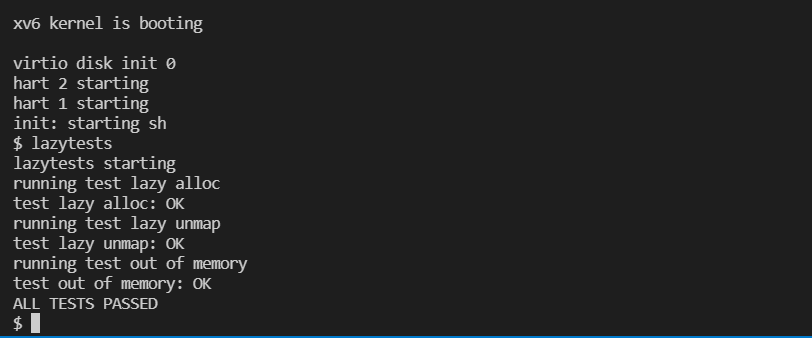 xv6 kernel is booting
virtio disk init 0
hart 2 starting
hart 1 starting
init: starting sh
$ lazytests
lazytests starting
running test lazy alloc
test lazy alloc: OK
running test lazy unmap
test lazy unmap: OK
running test out of memory
test out of memory: OK
ALL TESTS PASSED
$